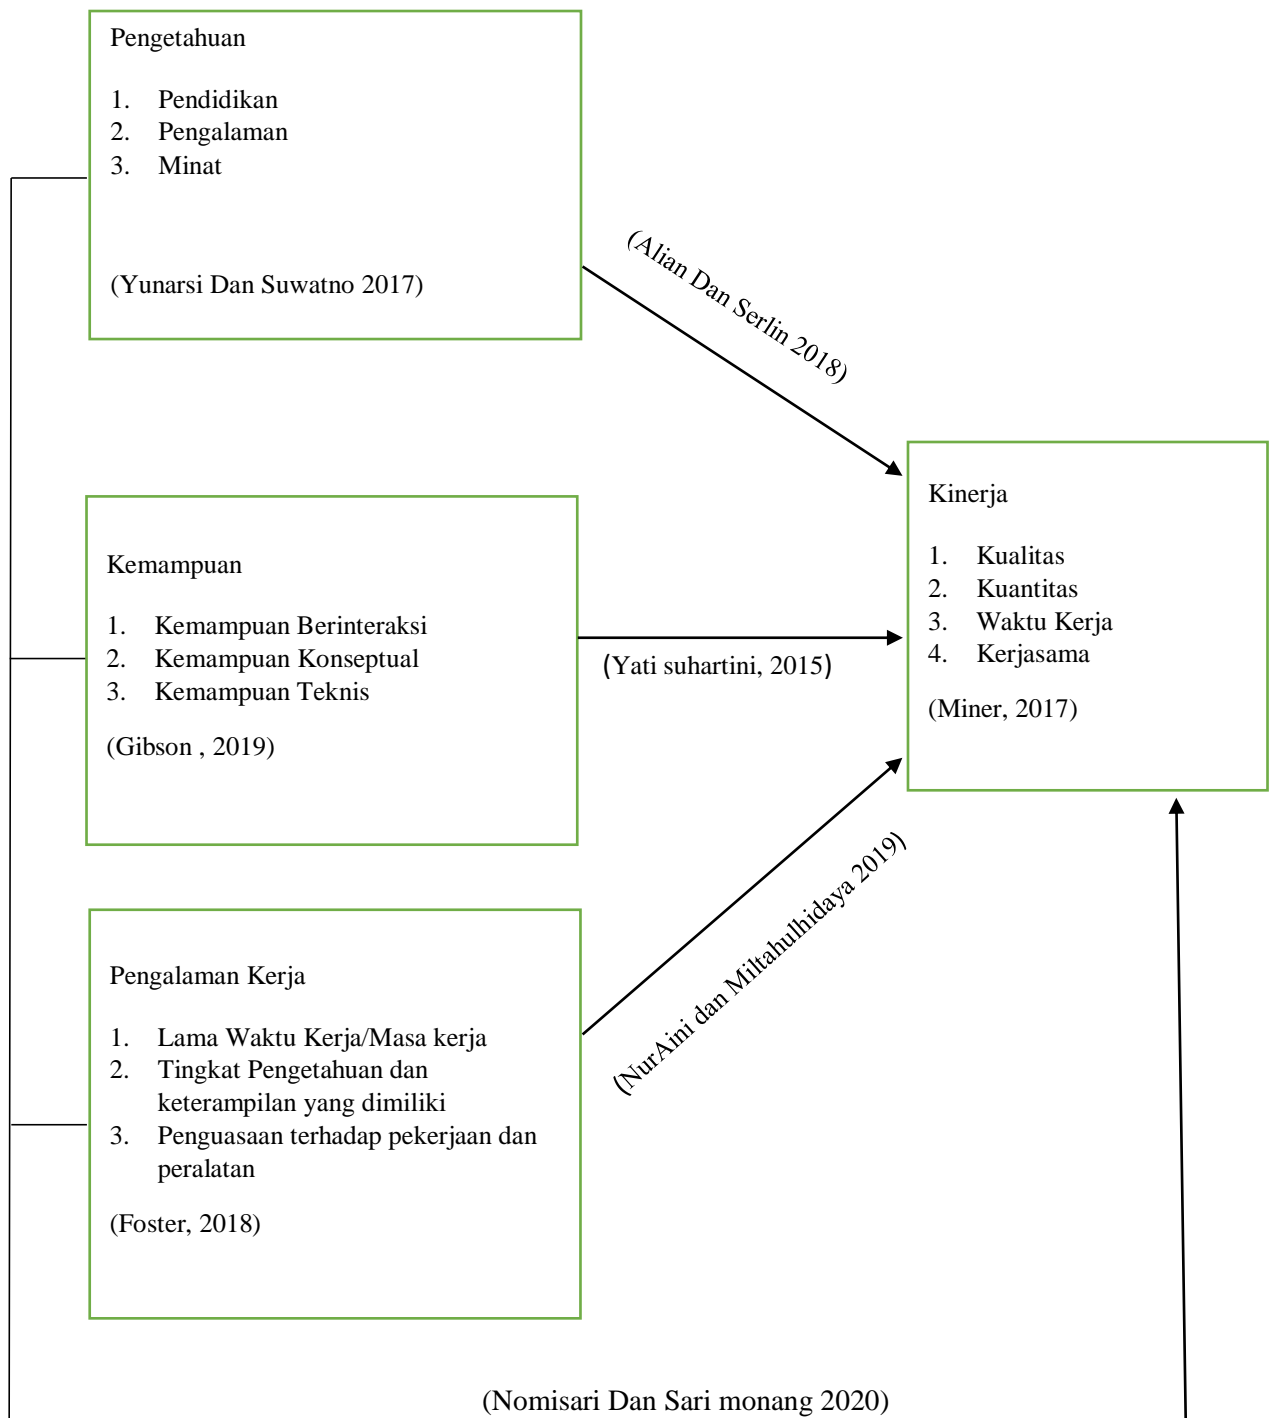 Pengetahuan
1. Pendidikan
2. Pengalaman
3. Minat
(Yunarsi Dan Suwatno 2017)
(Alian Dan Serlin 2018)
Kemampuan
1. Kemampuan Berinteraksi
2. Kemampuan Konseptual
3. Kemampuan Teknis
(Gibson , 2019)
(Yati suhartini, 2015)
Kinerja
1. Kualitas
2. Kuantitas
3. Waktu Kerja
4. Kerjasama
(Miner, 2017)
Pengalaman Kerja
1. Lama Waktu Kerja/Masa kerja
2. Tingkat Pengetahuan dan
keterampilan yang dimiliki
3. Penguasaan terhadap pekerjaan dan
peralatan
(Foster, 2018)
(NurAini dan Miltahulhidaya 2019)
(Nomisari Dan Sari monang 2020)